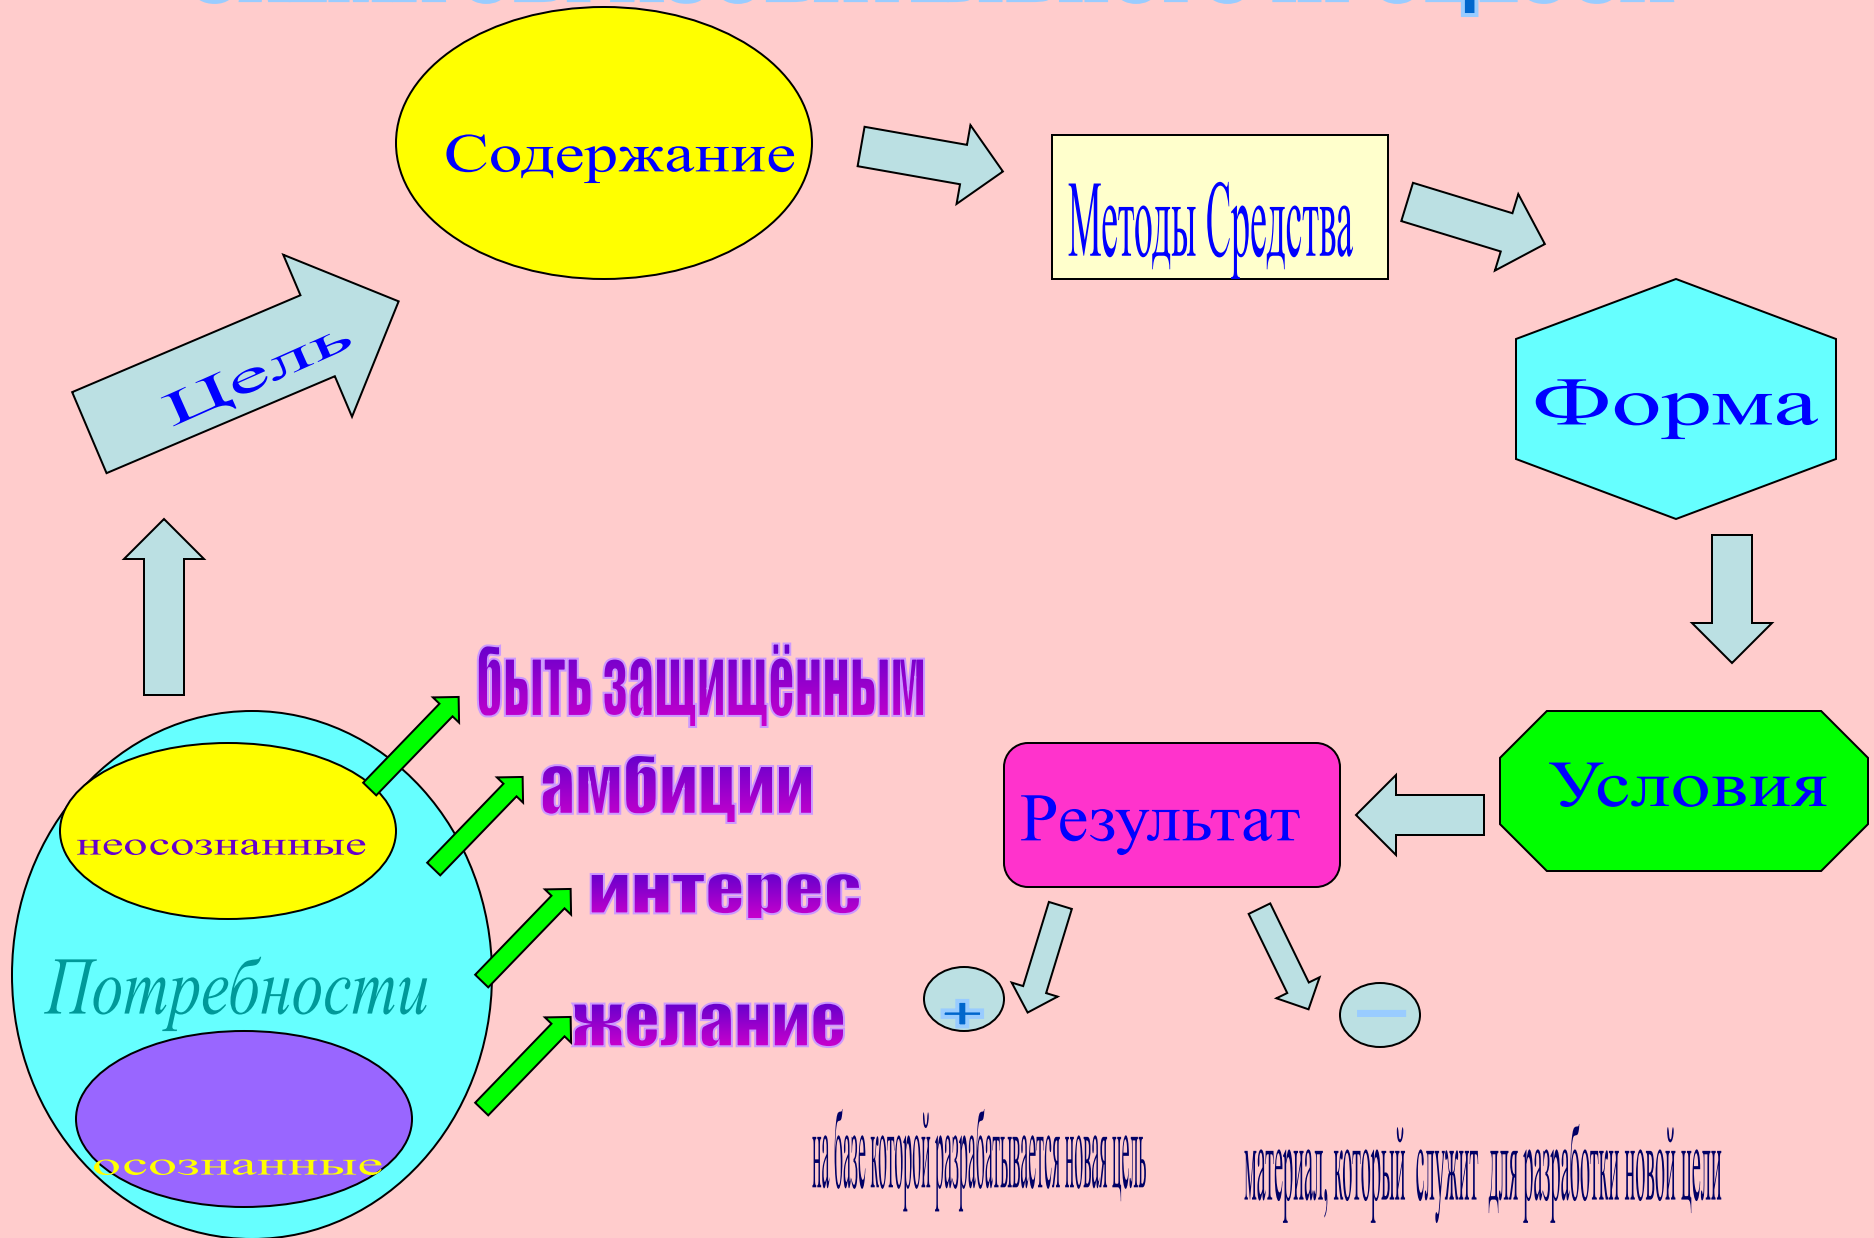 Содержание
Методы Средства
Цель
Форма
быть защищённым
амбиции
Условия
Результат
неосознанные
интерес
Потребности
+
−
желание
осознанные
на базе которой разрабатывается новая цель
материал, который служит для разработки новой цели